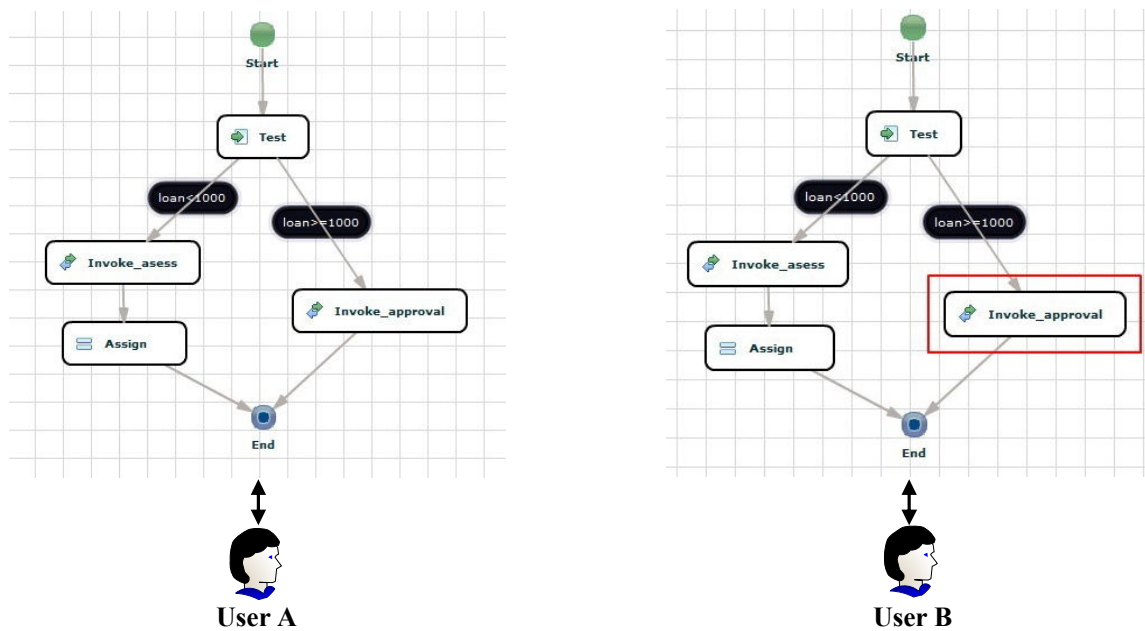 Start
Test
loan<1000
loan>=1000
Invoke_asess
Invoke_approval
Assign
End
User A
Start
Test
loan<1000
loan>=1000
Invoke_asess
Invoke_approval
Assign
End
User B